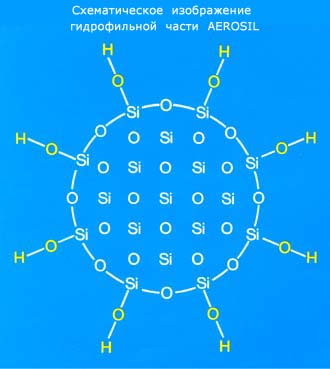 Схематическое изображение
гидрофильной части AEROSIL
H H
O O
Si O Si
H O O Si O O H
O O
Si Si
O Si O Si O
O Si O Si O Si O
O Si O Si O
Si Si
O O
H O Si O H
O O
Si O Si
O O
H H